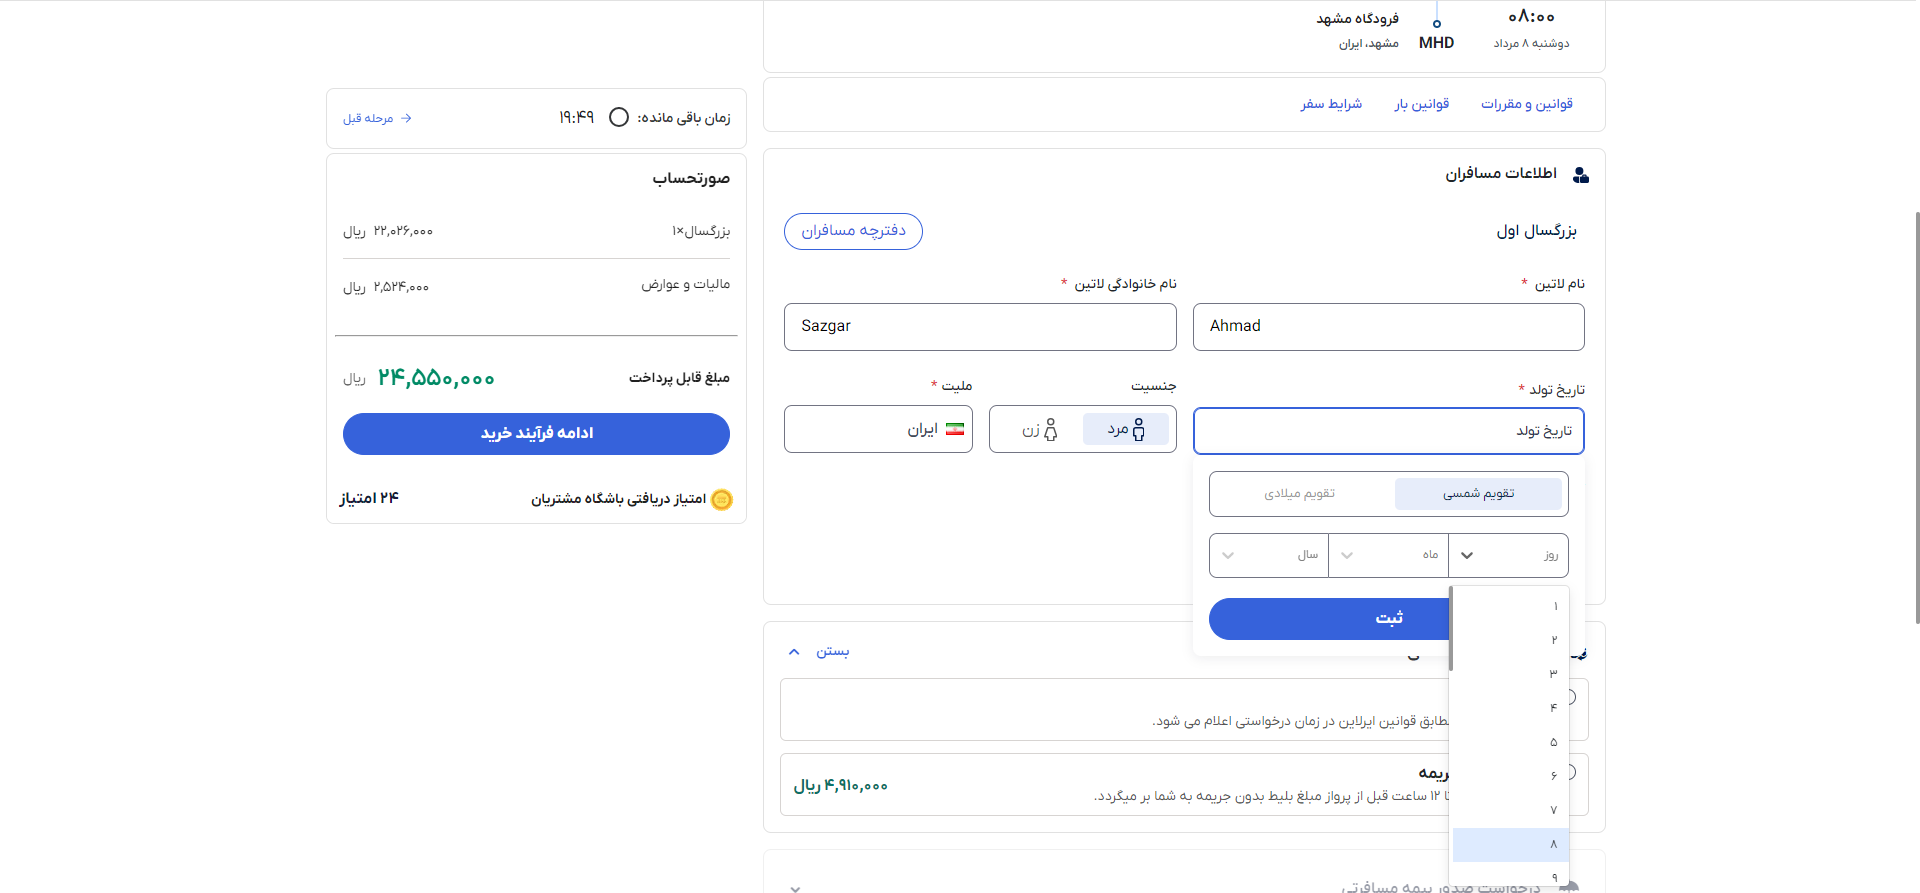 ۰۸:۰۰
فرودگاه مشهد
دوشنبه ۸ مرداد
MHD
مشهد، ایران
قوانین و مقررات
قوانین بار
شرایط سفر
اطلاعات مسافران
بزرگسال اول
دفترچه مسافران
نام لاتین *
نام خانوادگی لاتین *
Ahmad
Sazgar
تاریخ تولد *
جنسیت
ملیت *
تاریخ تولد
مرد
زن
ایران
تقویم شمسی
تقویم میلادی
روز
ماه
سال
ثبت
۱
۲
۳
۴
۵
۶
۷
۸
۹
بستن
مطابق قوانین ایرلاین در زمان درخواستی اعلام می شود.
تا ۱۲ ساعت قبل از پرواز مبلغ بلیط بدون جریمه به شما بر میگردد.
۴,۹۱۰,۰۰۰ ریال
درخواست صدور بیمه مسافرتی
زمان باقی مانده:
۱۹:۴۹
مرحله قبل
صورتحساب
بزرگسال×۱
۲۲,۰۲۶,۰۰۰ ریال
مالیات و عوارض
۲,۵۲۴,۰۰۰ ریال
مبلغ قابل پرداخت
۲۴,۵۵۰,۰۰۰ ریال
ادامه فرآیند خرید
امتیاز دریافتی باشگاه مشتریان
۲۴ امتیاز